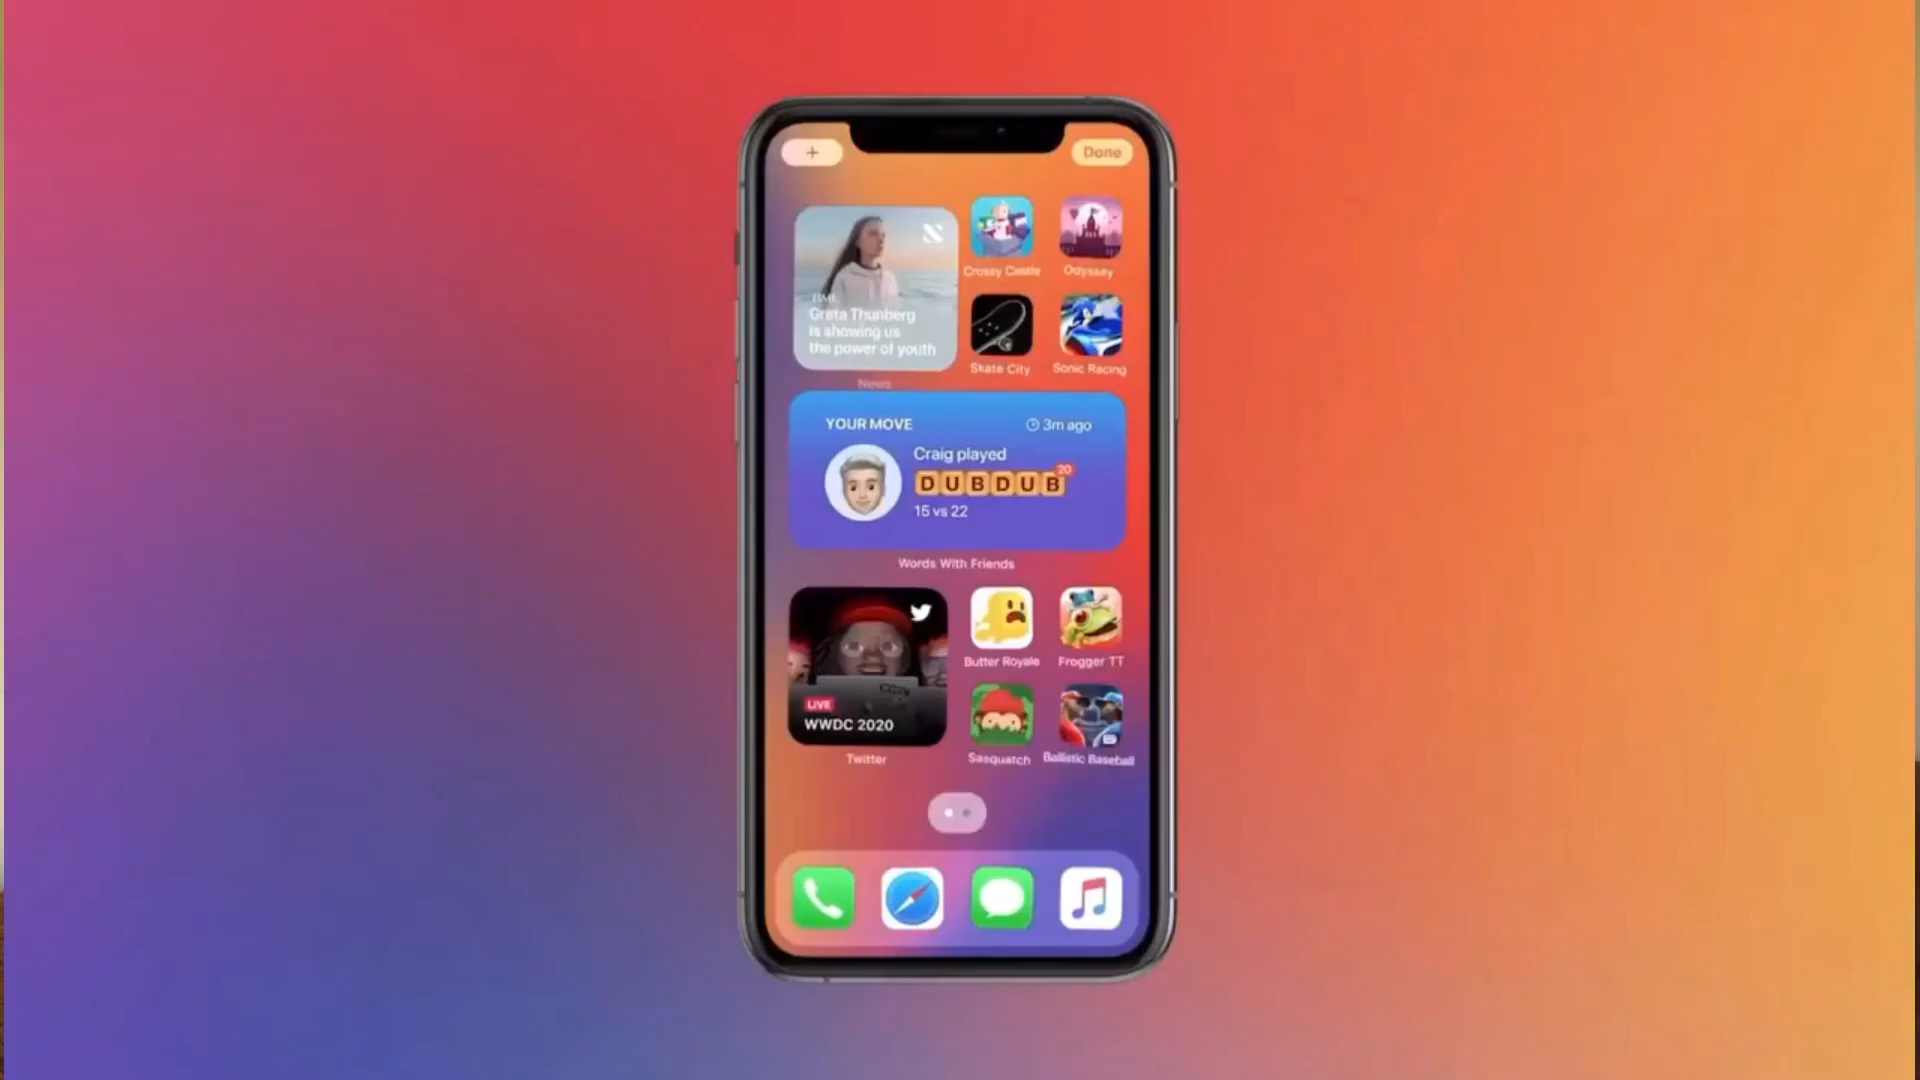 +
Done
TIME
Greta Thunberg
is showing us
the power of youth
News
Crossy Castle
Odyssey
Skate City
Sonic Racing
YOUR MOVE
3m ago
Craig played
DUBDUB
20
15 vs 22
Words With Friends
LIVE
WWDC 2020
Twitter
Butter Royale
Frogger TT
Sasquatch
Ballistic Baseball